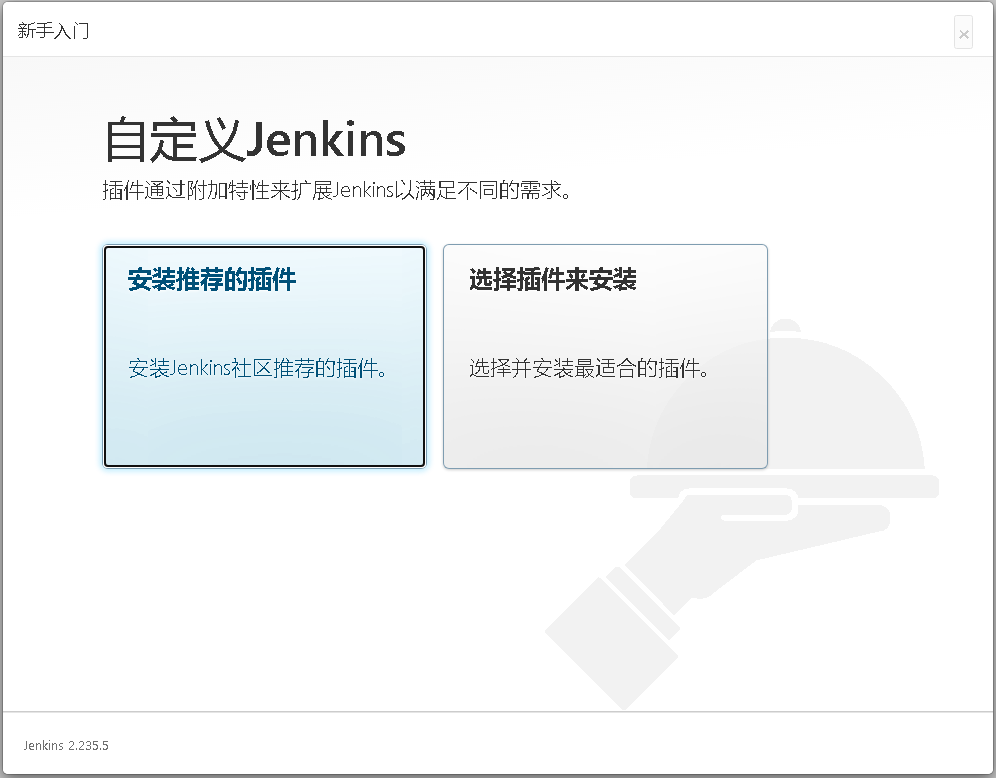 新手入门
×
自定义Jenkins
插件通过附加特性来扩展Jenkins以满足不同的需求。
安装推荐的插件
选择插件来安装
安装Jenkins社区推荐的插件。
选择并安装最适合的插件。
Jenkins 2.235.5